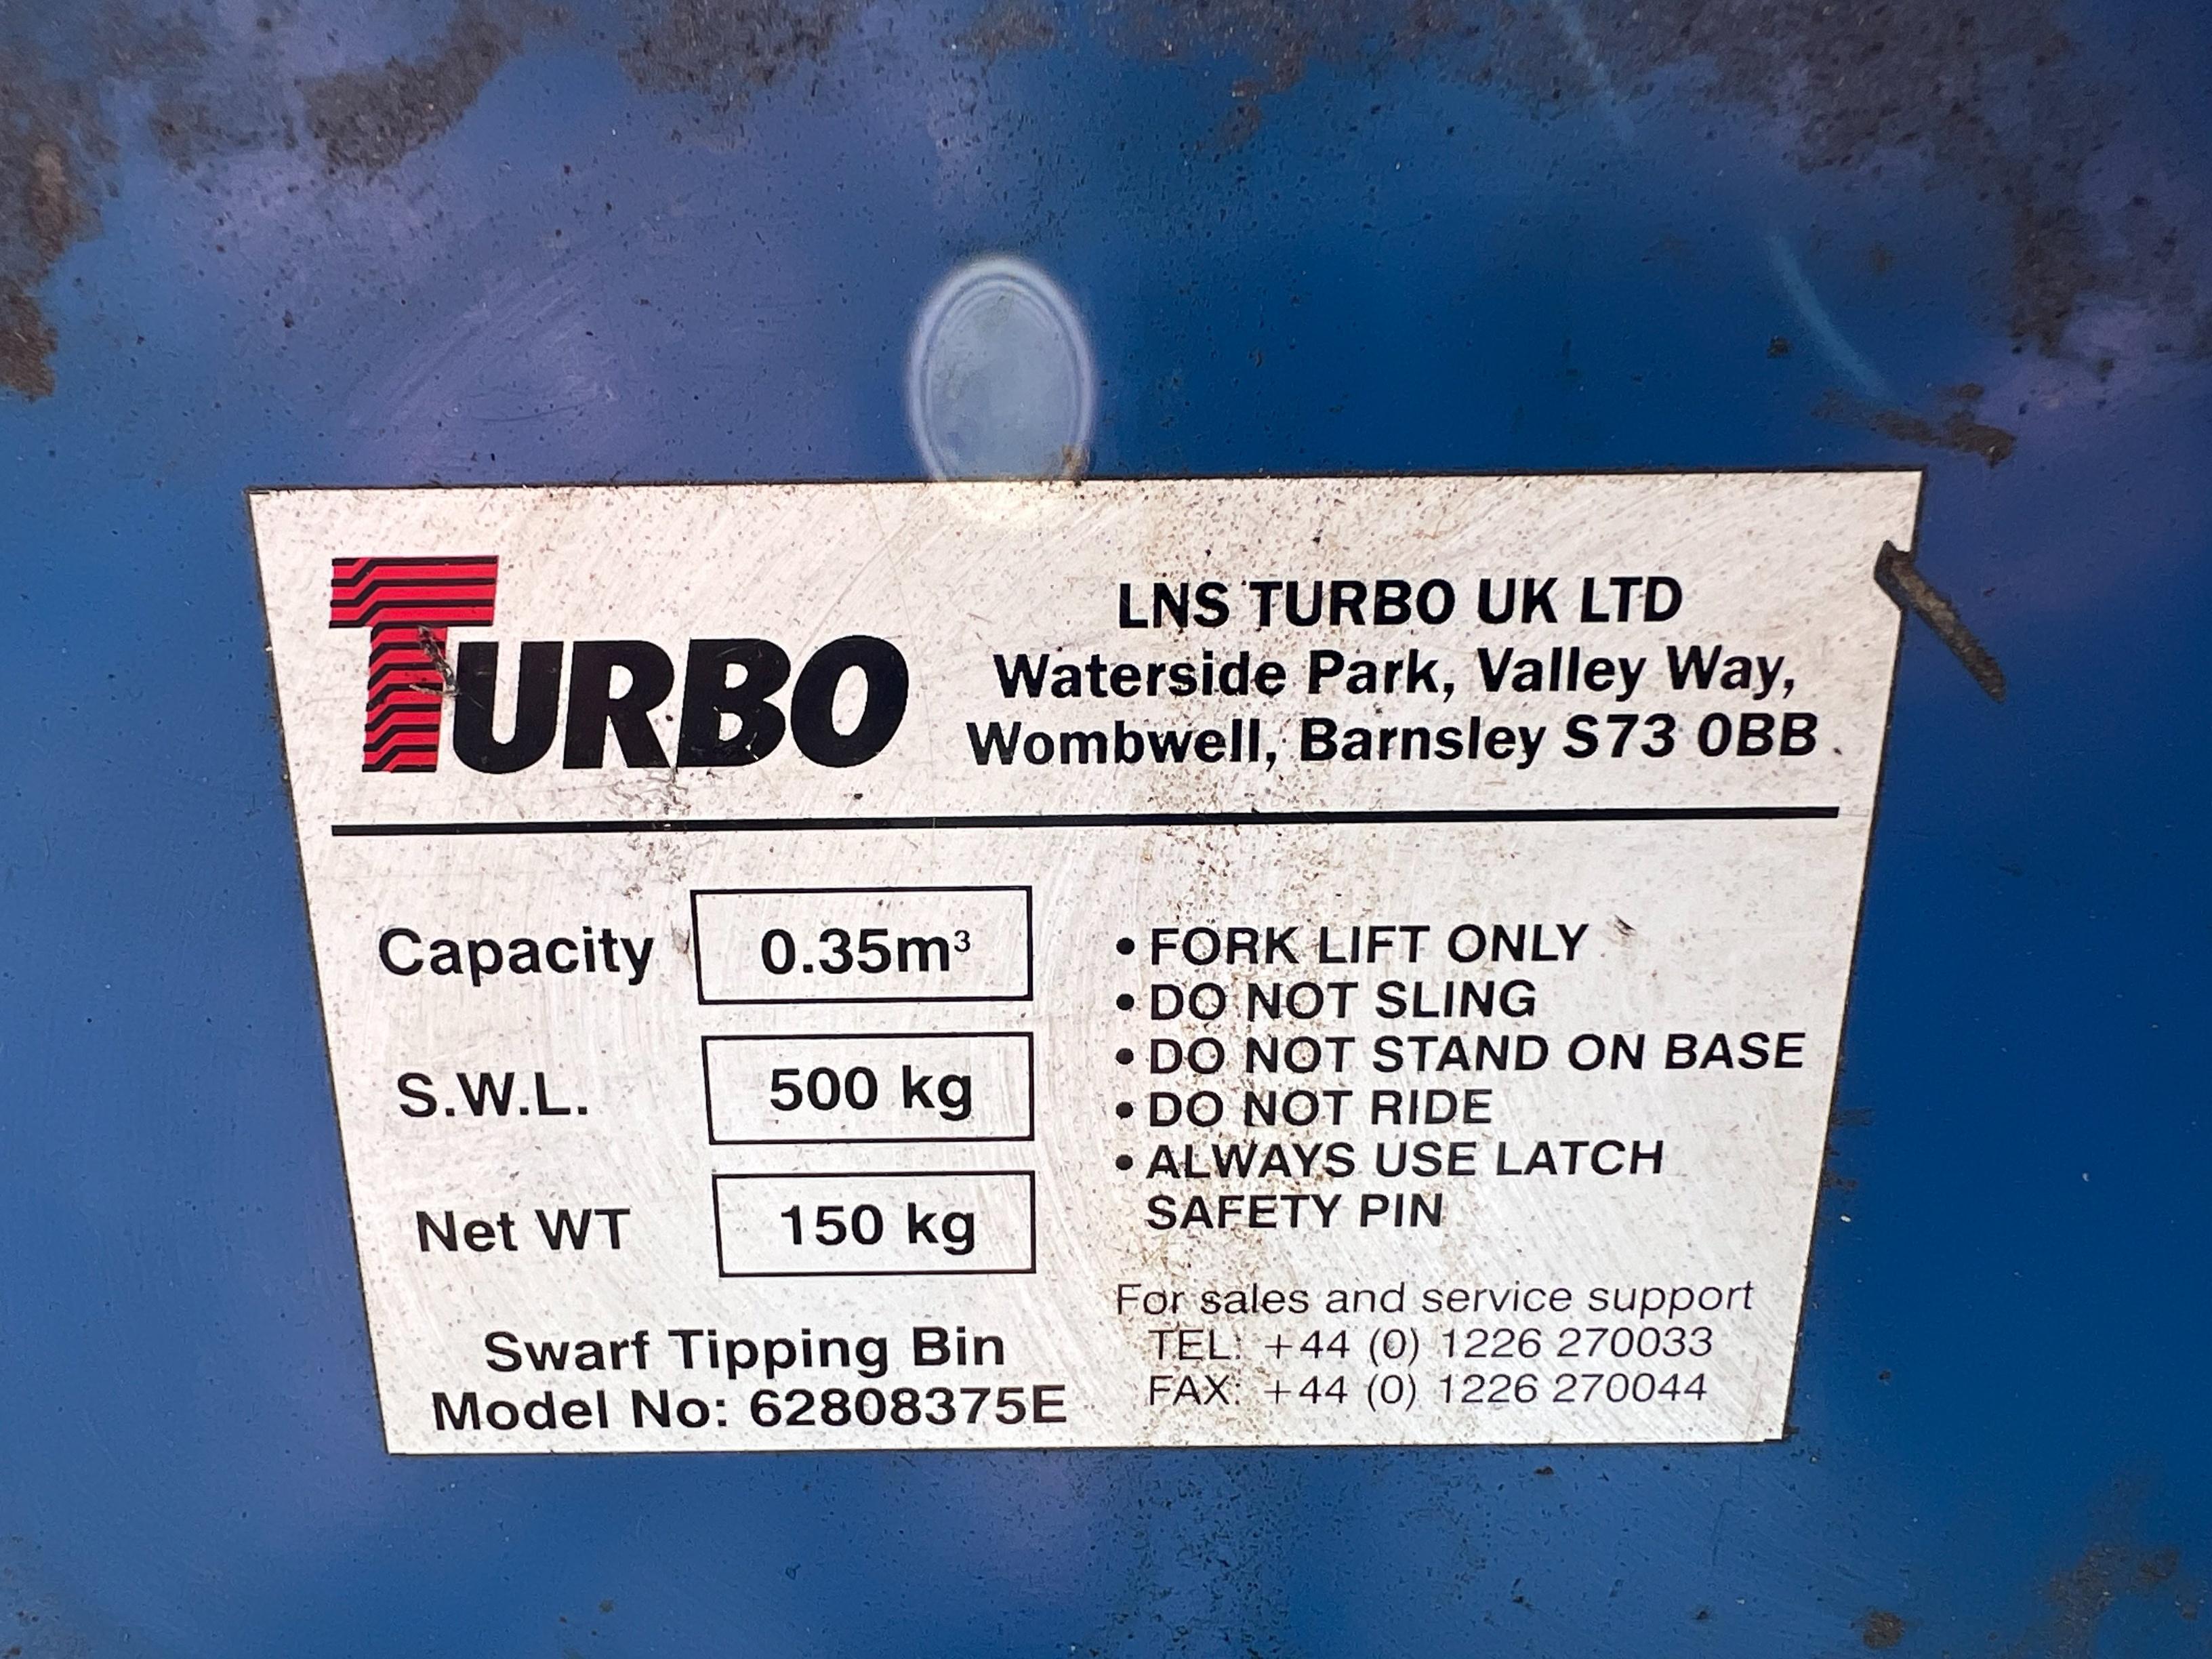 TURBO
LNS TURBO UK LTD
Waterside Park, Valley Way,
Wombwell, Barnsley S73 0BB
Capacity 0.35m³
S.W.L. 500 kg
Net WT 150 kg
Swarf Tipping Bin
Model No: 62808375E
• FORK LIFT ONLY
• DO NOT SLING
• DO NOT STAND ON BASE
• DO NOT RIDE
• ALWAYS USE LATCH
SAFETY PIN
For sales and service support
TEL: +44 (0) 1226 270033
FAX: +44 (0) 1226 270044